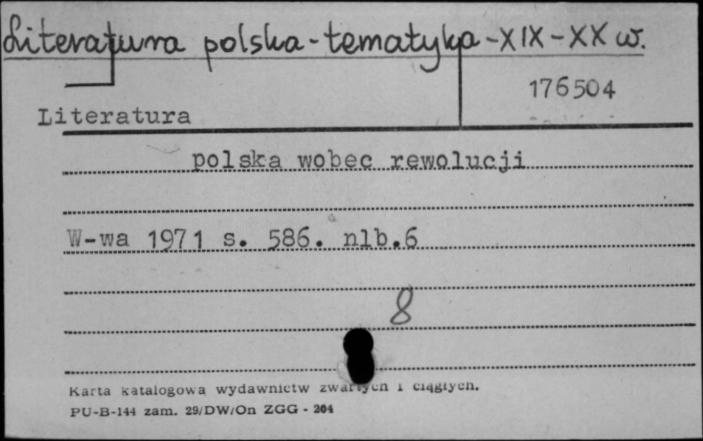 Literatura polska-tematyka-XIX-XX w.
176504
Literatura
polska wobec rewolucji
W-wa 1971 s. 586. nlb.6
8
Karta katalogowa wydawnictw zwartych i ciągłych.
PU-B-144 zam. 29/DW/On ZGG - 204